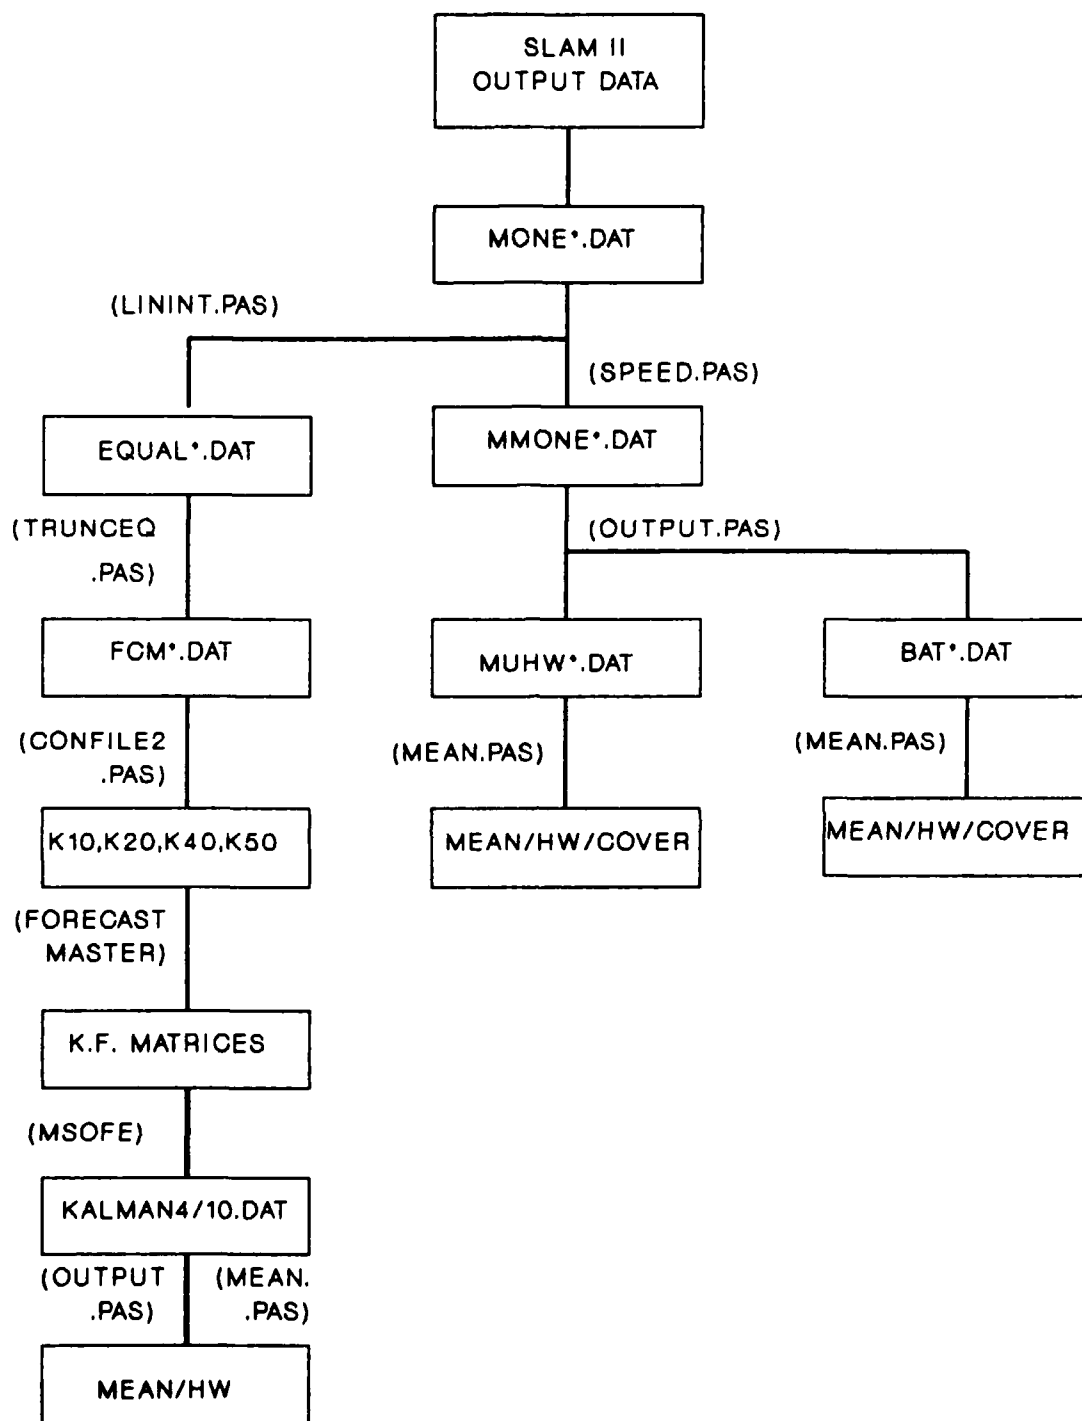 SLAM II
OUTPUT DATA
MONE*.DAT
(LININT.PAS)
(SPEED.PAS)
EQUAL*.DAT
MMONE*.DAT
(TRUNCEQ
.PAS)
(OUTPUT.PAS)
FCM*.DAT
MUHW*.DAT
BAT*.DAT
(CONFILE2
.PAS)
(MEAN.PAS)
(MEAN.PAS)
K10,K20,K40,K50
MEAN/HW/COVER
MEAN/HW/COVER
(FORECAST
MASTER)
K.F. MATRICES
(MSOFE)
KALMAN4/10.DAT
(OUTPUT
.PAS)
(MEAN.
.PAS)
MEAN/HW